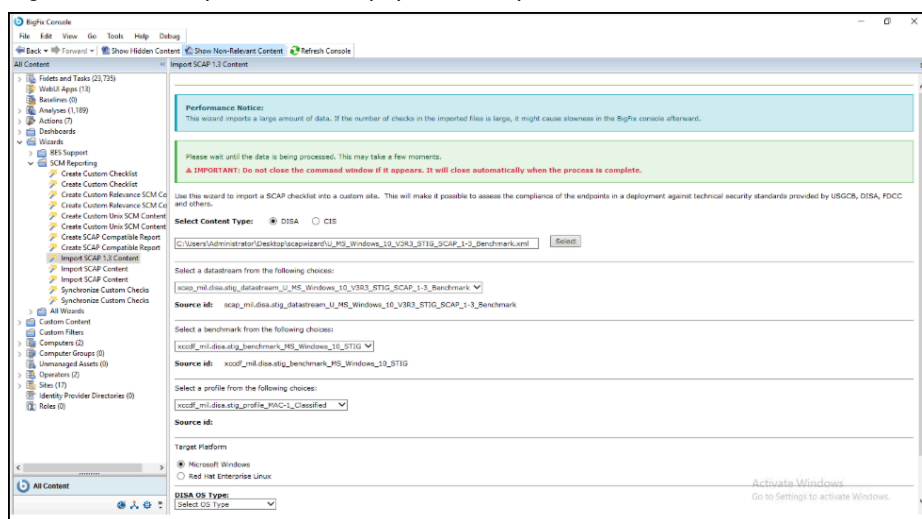 BigFix Console
File Edit View Go Tools Help Debug
Back Forward Show Hidden Content Show Non-Relevant Content Refresh Console
All Content
Import SCAP 1.3 Content
Fixlets and Tasks (23,735)
WebUI Apps (13)
Baselines (0)
Analyses (1,189)
Actions (7)
Dashboards
Wizards
BES Support
SCM Reporting
Create Custom Checklist
Create Custom Checklist
Create Custom Relevance SCM Co
Create Custom Relevance SCM Co
Create Custom Unix SCM Content
Create Custom Unix SCM Content
Create SCAP Compatible Report
Create SCAP Compatible Report
Import SCAP 1.3 Content
Import SCAP Content
Import SCAP Content
Synchronize Custom Checks
Synchronize Custom Checks
All Wizards
Custom Content
Custom Filters
Computers (2)
Computer Groups (0)
Unmanaged Assets (0)
Operators (2)
Sites (17)
Identity Provider Directories (0)
Roles (0)
All Content
Performance Notice:
This wizard imports a large amount of data. If the number of checks in the imported files is large, it might cause slowness in the BigFix console afterward.
Please wait until the data is being processed. This may take a few moments.
IMPORTANT: Do not close the command window if it appears. It will close automatically when the process is complete.
Use this wizard to import a SCAP checklist into a custom site. This will make it possible to assess the compliance of the endpoints in a deployment against technical security standards provided by USGCB, DISA, FDCC
and others.
Select Content Type: DISA CIS
C:\Users\Administrator\Desktop\scapwizard\U_MS_Windows_10_V3R3_STIG_SCAP_1-3_Benchmark.xml Select
Select a datastream from the following choices:
scap_mil.disa.stig_datastream_U_MS_Windows_10_V3R3_STIG_SCAP_1-3_Benchmark
Source id: scap_mil.disa.stig_datastream_U_MS_Windows_10_V3R3_STIG_SCAP_1-3_Benchmark
Select a benchmark from the following choices:
xccdf_mil.disa.stig_benchmark_MS_Windows_10_STIG
Source id: xccdf_mil.disa.stig_benchmark_MS_Windows_10_STIG
Select a profile from the following choices:
xccdf_mil.disa.stig_profile_MAC-1_Classified
Source id:
Target Platform
Microsoft Windows
Red Hat Enterprise Linux
DISA OS Type:
Select OS Type
Activate Windows
Go to Settings to activate Windows.